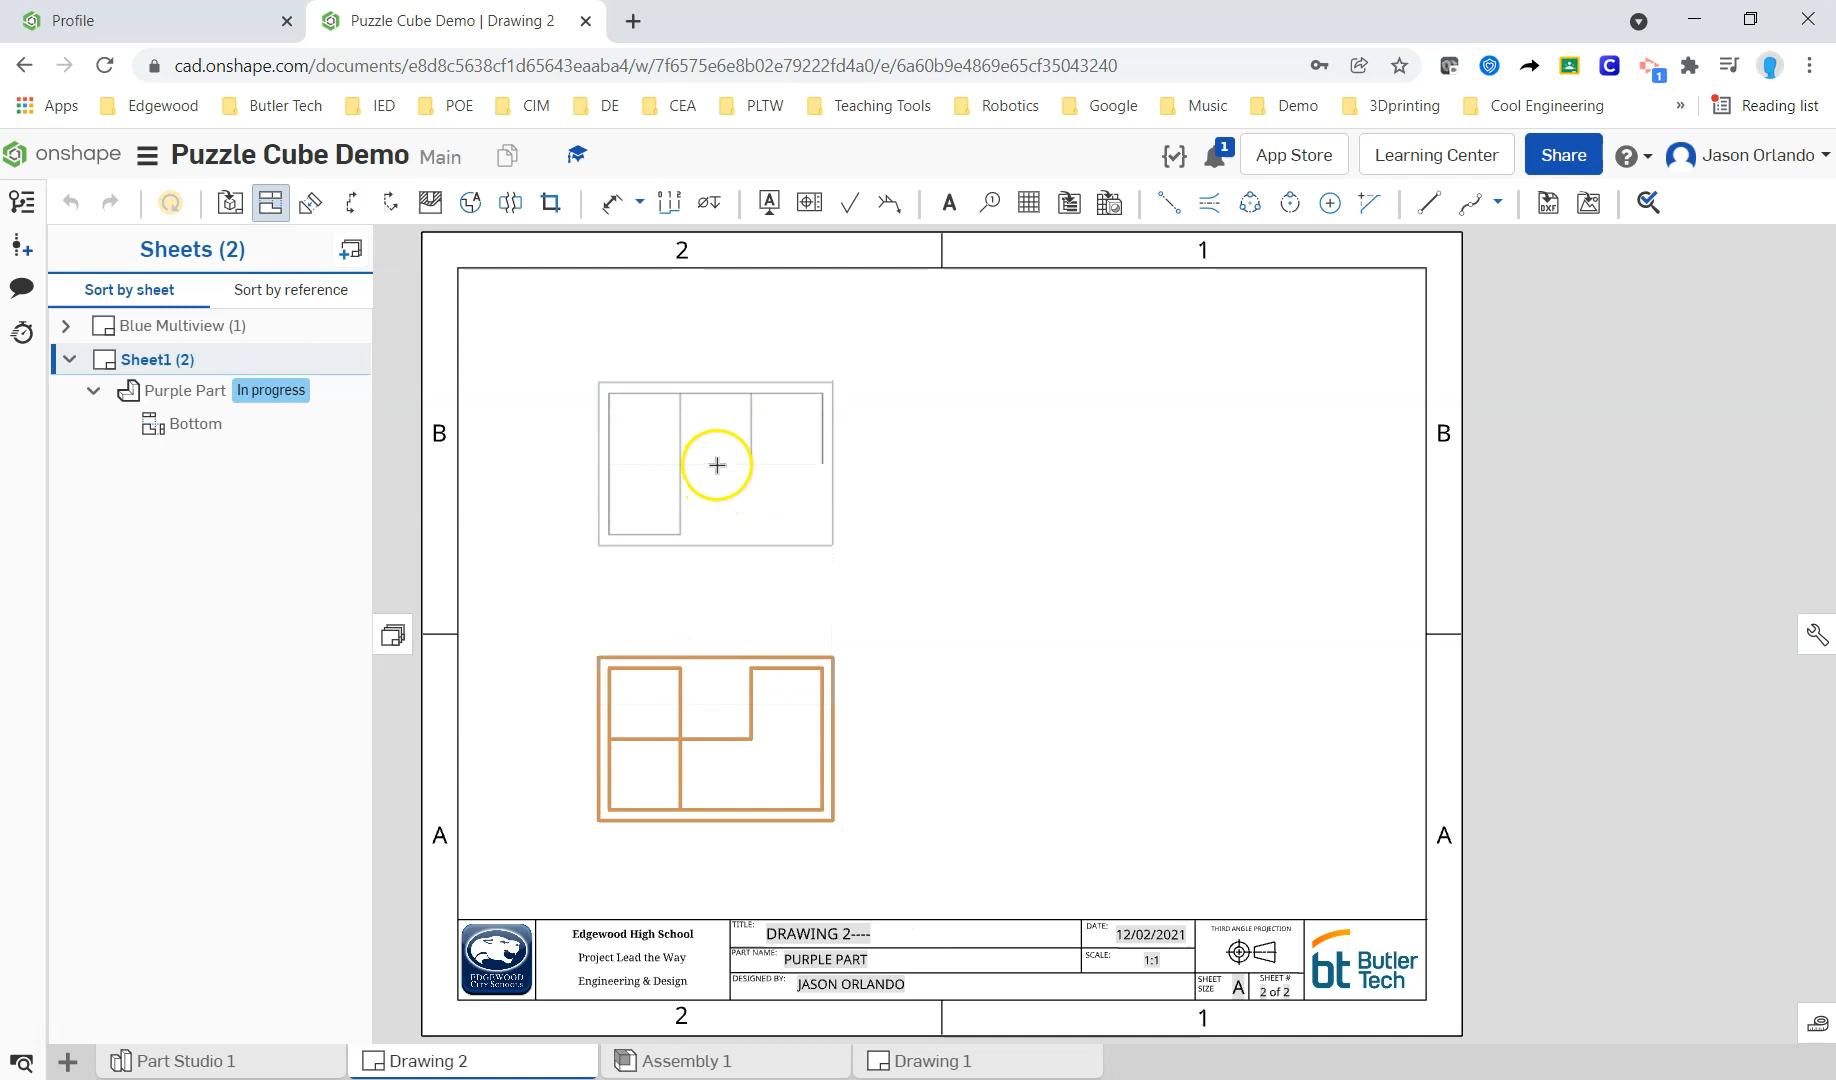 Profile
Puzzle Cube Demo | Drawing 2
cad.onshape.com/documents/e8d8c5638cf1d65643eaaba4/w/7f6575e6e8b02e79222fd4a0/e/6a60b9e4869e65cf35043240
1
Apps Edgewood Butler Tech IED POE CIM DE CEA PLTW Teaching Tools Robotics Google Music Demo 3Dprinting Cool Engineering » Reading list
onshape Puzzle Cube Demo Main 1 App Store Learning Center Share Jason Orlando
Sheets (2)
Sort by sheet Sort by reference
Blue Multiview (1)
Sheet1 (2)
Purple Part In progress
Bottom
2 1
B B
A A
Edgewood High School
Project Lead the Way
Engineering & Design
EDGEWOOD
CITY SCHOOLS
TITLE: DRAWING 2----
PART NAME: PURPLE PART
DESIGNED BY: JASON ORLANDO
DATE: 12/02/2021
SCALE: 1:1
THIRD ANGLE PROJECTION
SHEET SIZE A
SHEET # 2 of 2
bt Butler Tech
2 1
Part Studio 1 Drawing 2 Assembly 1 Drawing 1